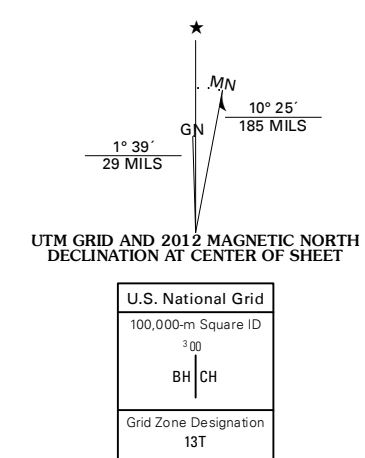 MN
10° 25´
185 MILS
GN
1° 39´
29 MILS
UTM GRID AND 2012 MAGNETIC NORTH
DECLINATION AT CENTER OF SHEET
U.S. National Grid
100,000-m Square ID
³00
BH CH
Grid Zone Designation
13T